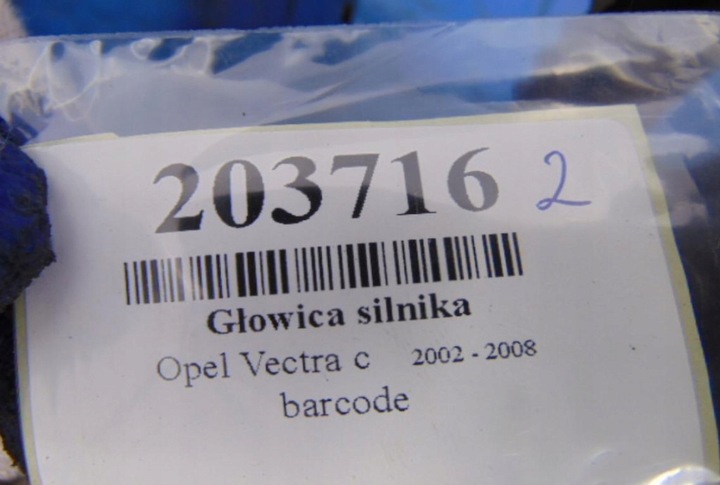 203716 2
Głowica silnika
Opel Vectra c 2002 - 2008
barcode